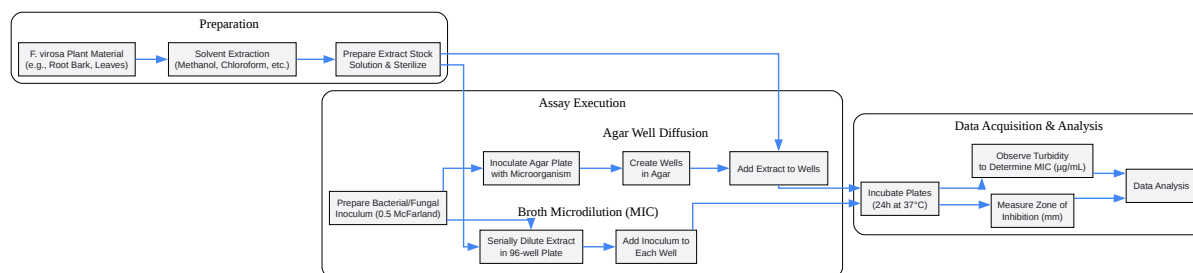 Preparation
F. virosa Plant Material
(e.g., Root Bark, Leaves)
Solvent Extraction
(Methanol, Chloroform, etc.)
Prepare Extract Stock
Solution & Sterilize
Assay Execution
Agar Well Diffusion
Inoculate Agar Plate
with Microorganism
Create Wells
in Agar
Add Extract to Wells
Prepare Bacterial/Fungal
Inoculum (0.5 McFarland)
Broth Microdilution (MIC)
Serially Dilute Extract
in 96-well Plate
Add Inoculum to
Each Well
Data Acquisition & Analysis
Incubate Plates
(24h at 37°C)
Observe Turbidity
to Determine MIC (µg/mL)
Measure Zone of
Inhibition (mm)
Data Analysis